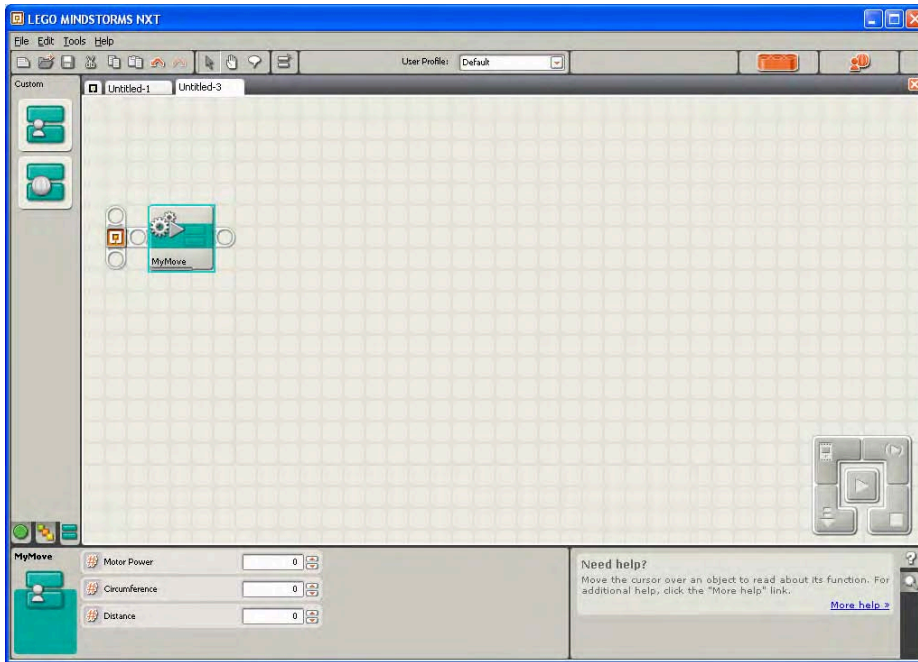 LEGO MINDSTORMS NXT
File Edit Tools Help
User Profile: Default
Custom
Untitled-1 Untitled-3
MyMove
MyMove
Motor Power 0
Circumference 0
Distance 0
Need help?
Move the cursor over an object to read about its function. For
additional help, click the "More help" link.
More help »
?